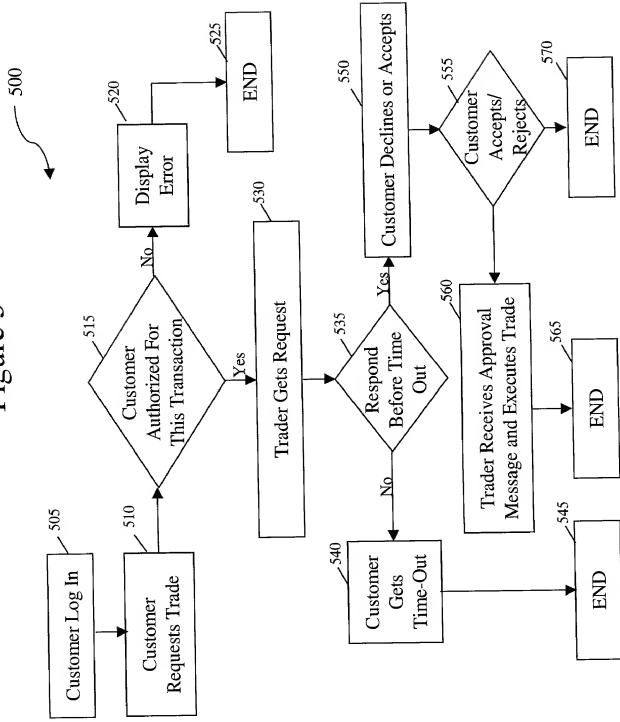 Figure 5
500
505
Customer Log In
510
Customer
Requests Trade
515
Customer
Authorized For
This Transaction
No
520
Display
Error
525
END
Yes
530
Trader Gets Request
535
Respond
Before Time
Out
No
540
Customer
Gets
Time-Out
545
END
Yes
550
Customer Declines or Accepts
555
Customer
Accepts/
Rejects
560
Trader Receives Approval
Message and Executes Trade
565
END
570
END